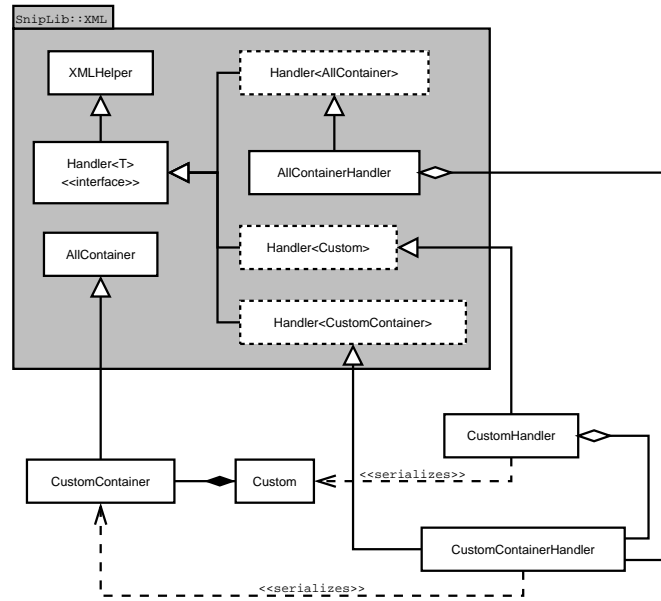 SnipLib::XML
XMLHelper
Handler<AllContainer>
Handler<T>
<<interface>>
AllContainerHandler
AllContainer
Handler<Custom>
Handler<CustomContainer>
CustomHandler
CustomContainer
Custom
<<serializes>>
CustomContainerHandler
<<serializes>>